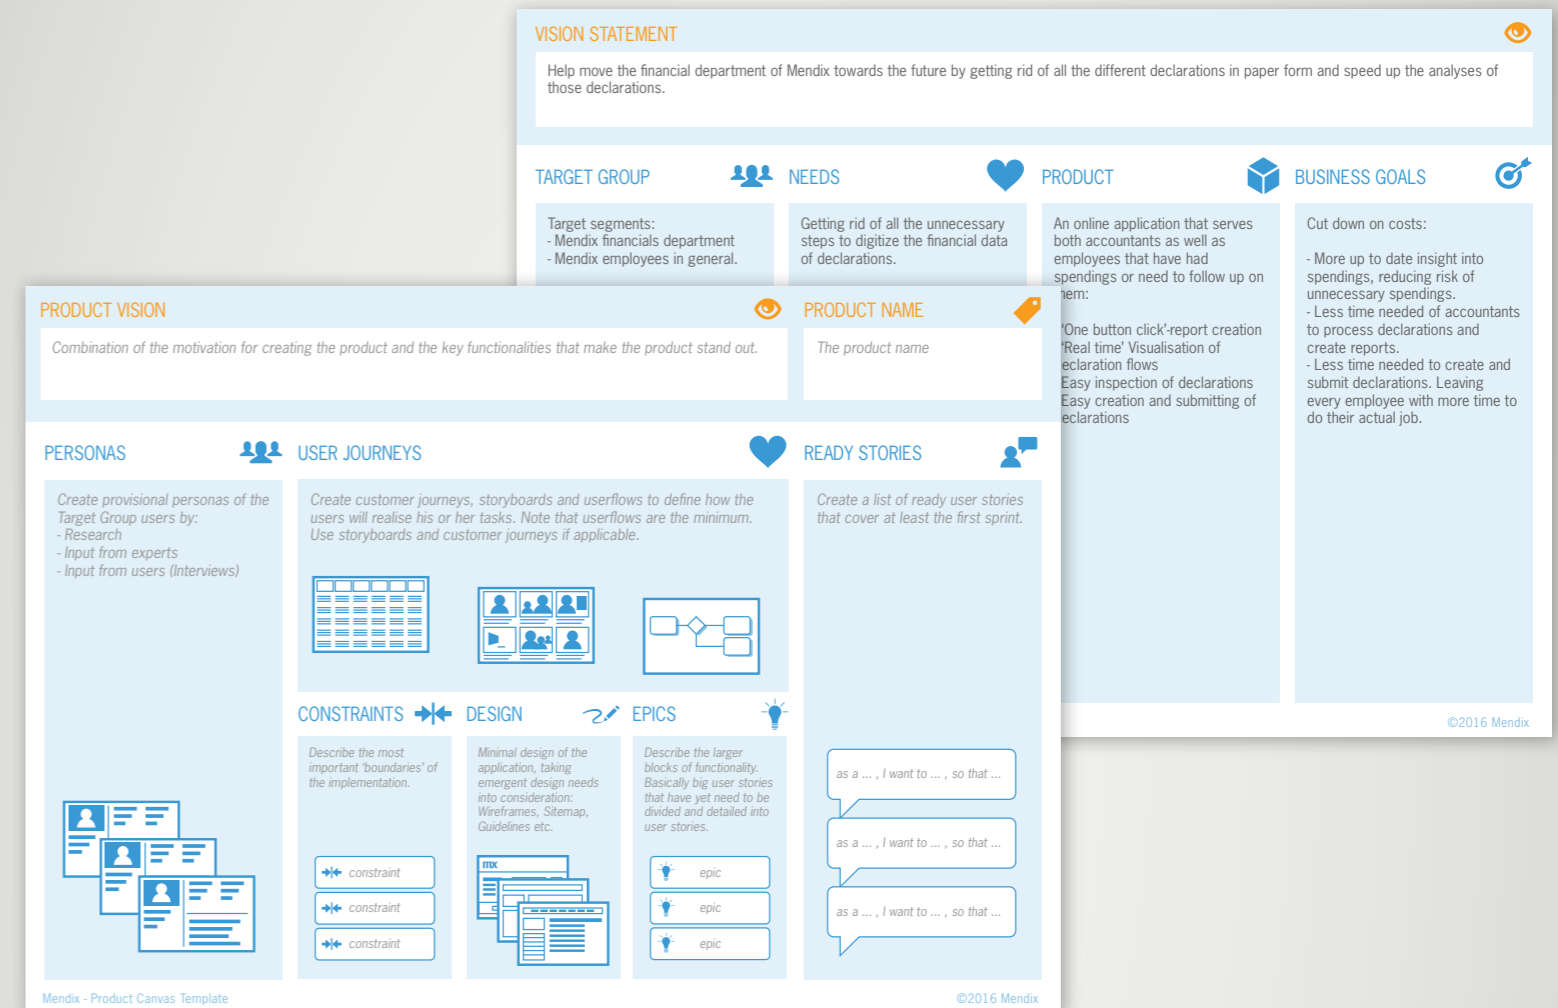 VISION STATEMENT
Help move the financial department of Mendix towards the future by getting rid of all the different declarations in paper form and speed up the analyses of
those declarations.
TARGET GROUP
Target segments:
- Mendix financials department
- Mendix employees in general.
NEEDS
Getting rid of all the unnecessary
steps to digitize the financial data
of declarations.
PRODUCT
An online application that serves
both accountants as well as
employees that have had
spendings or need to follow up on
hem:
'One button click'-report creation
'Real time' Visualisation of
eclaration flows
Easy inspection of declarations
Easy creation and submitting of
eclarations
BUSINESS GOALS
Cut down on costs:
- More up to date insight into
spendings, reducing risk of
unnecessary spendings.
- Less time needed of accountants
to process declarations and
create reports.
- Less time needed to create and
submit declarations. Leaving
every employee with more time to
do their actual job.
©2016 Mendix
PRODUCT VISION
Combination of the motivation for creating the product and the key functionalities that make the product stand out.
PRODUCT NAME
The product name
PERSONAS
Create provisional personas of the
Target Group users by:
- Research
- Input from experts
- Input from users (Interviews)
USER JOURNEYS
Create customer journeys, storyboards and userflows to define how the
users will realise his or her tasks. Note that userflows are the minimum.
Use storyboards and customer journeys if applicable.
READY STORIES
Create a list of ready user stories
that cover at least the first sprint.
as a ... , I want to ... , so that ...
as a ... , I want to ... , so that ...
as a ... , I want to ... , so that ...
CONSTRAINTS
Describe the most
important 'boundaries' of
the implementation.
constraint
constraint
constraint
DESIGN
Minimal design of the
application, taking
emergent design needs
into consideration:
Wireframes, Sitemap,
Guidelines etc.
mx
EPICS
Describe the larger
blocks of functionality.
Basically big user stories
that have yet need to be
divided and detailed into
user stories.
epic
epic
epic
Mendix - Product Canvas Template
©2016 Mendix